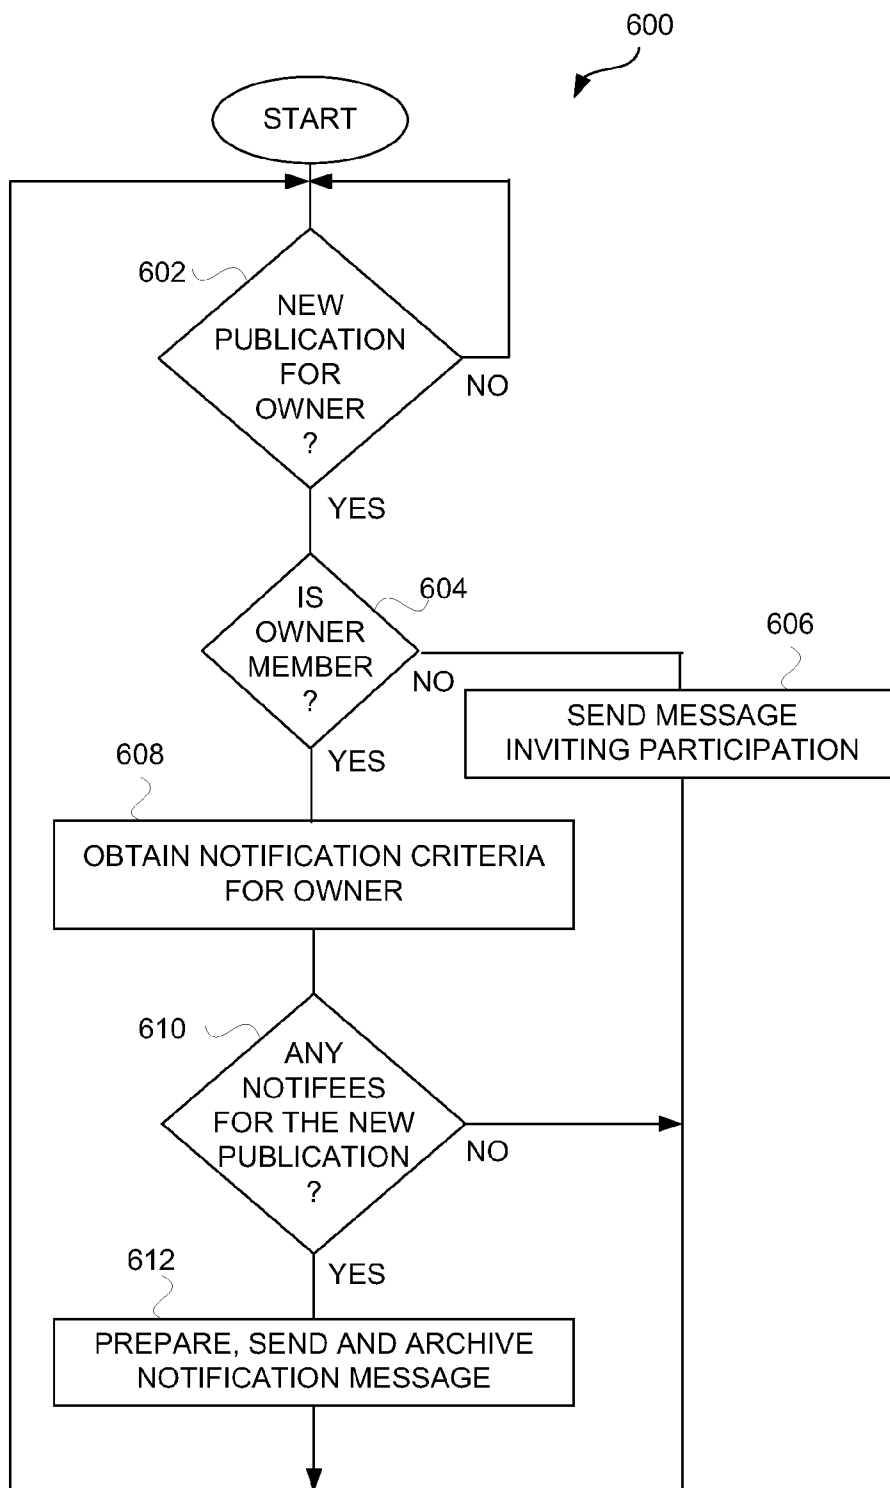 600
START
602
NEW
PUBLICATION
FOR
OWNER
?
NO
YES
604
IS
OWNER
MEMBER
?
NO
YES
606
SEND MESSAGE
INVITING PARTICIPATION
608
OBTAIN NOTIFICATION CRITERIA
FOR OWNER
610
ANY
NOTIFEES
FOR THE NEW
PUBLICATION
?
NO
YES
612
PREPARE, SEND AND ARCHIVE
NOTIFICATION MESSAGE